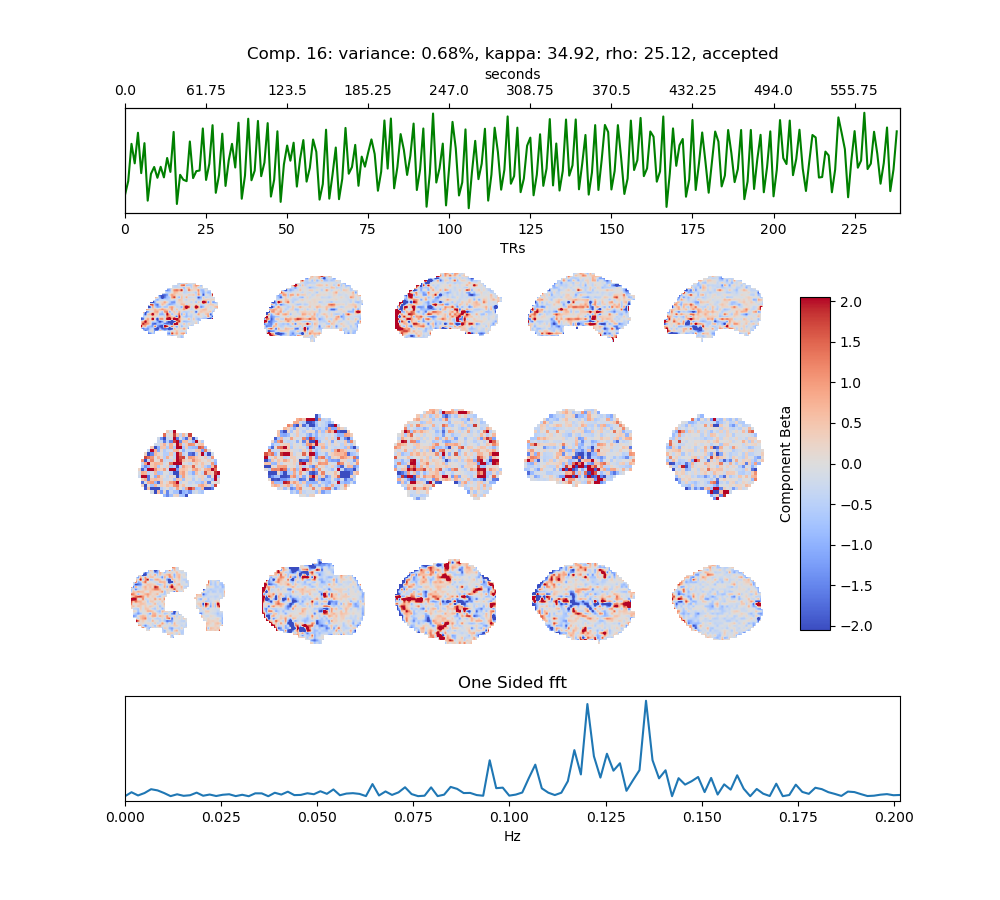 Comp. 16: variance: 0.68%, kappa: 34.92, rho: 25.12, accepted
seconds
0.0 61.75 123.5 185.25 247.0 308.75 370.5 432.25 494.0 555.75
0 25 50 75 100 125 150 175 200 225
TRs
2.0
1.5
1.0
0.5
0.0
−0.5
−1.0
−1.5
−2.0
Component Beta
One Sided fft
0.000 0.025 0.050 0.075 0.100 0.125 0.150 0.175 0.200
Hz